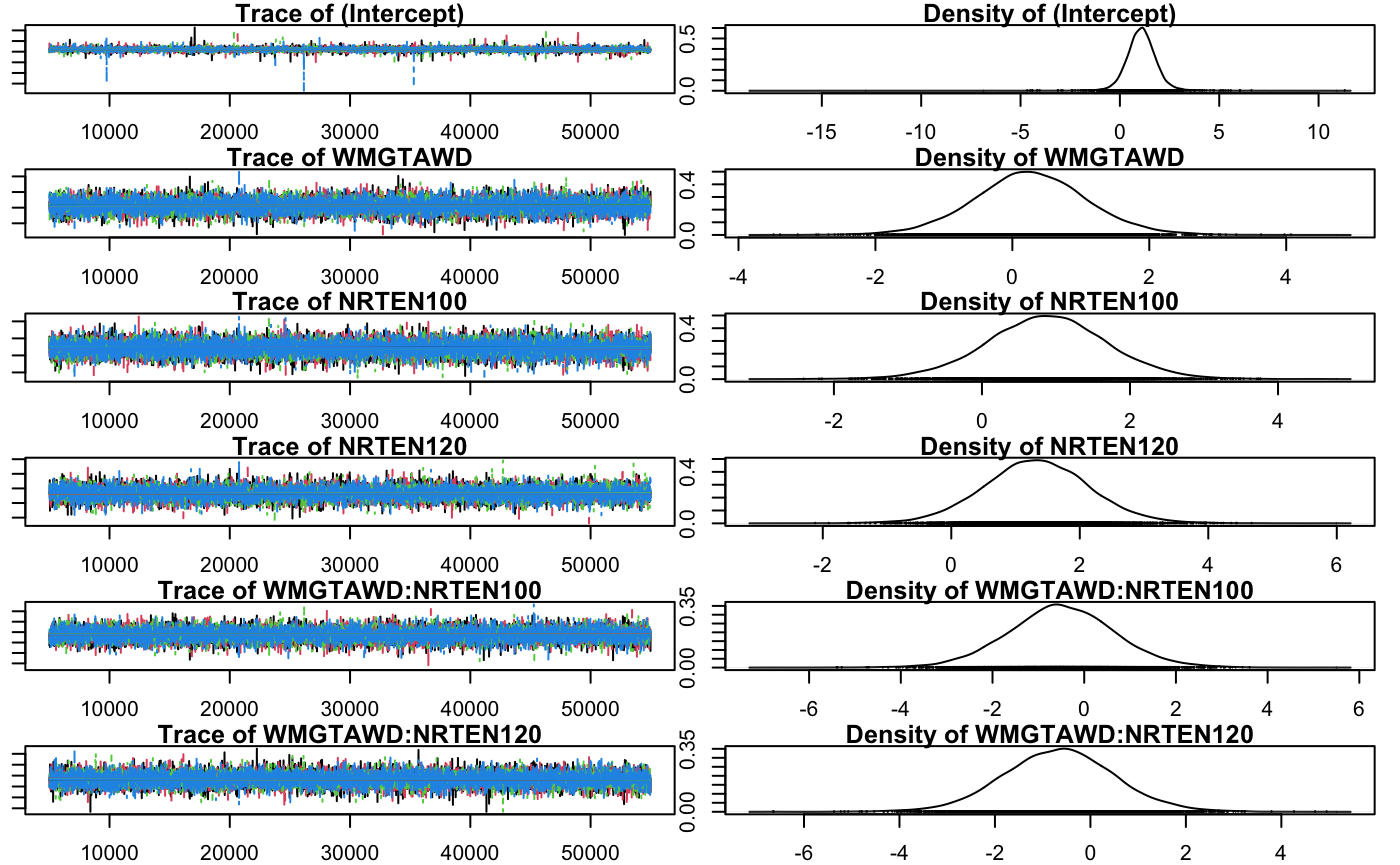 Trace of (Intercept)
10000 20000 30000 40000 50000
Density of (Intercept)
0.0 0.5
-15 -10 -5 0 5 10
Trace of WMGTAWD
10000 20000 30000 40000 50000
Density of WMGTAWD
0.0 0.4
-4 -2 0 2 4
Trace of NRTEN100
10000 20000 30000 40000 50000
Density of NRTEN100
0.0 0.4
-2 0 2 4
Trace of NRTEN120
10000 20000 30000 40000 50000
Density of NRTEN120
0.0 0.4
-2 0 2 4 6
Trace of WMGTAWD:NRTEN100
10000 20000 30000 40000 50000
Density of WMGTAWD:NRTEN100
0.00 0.35
-6 -4 -2 0 2 4 6
Trace of WMGTAWD:NRTEN120
10000 20000 30000 40000 50000
Density of WMGTAWD:NRTEN120
0.00 0.35
-6 -4 -2 0 2 4